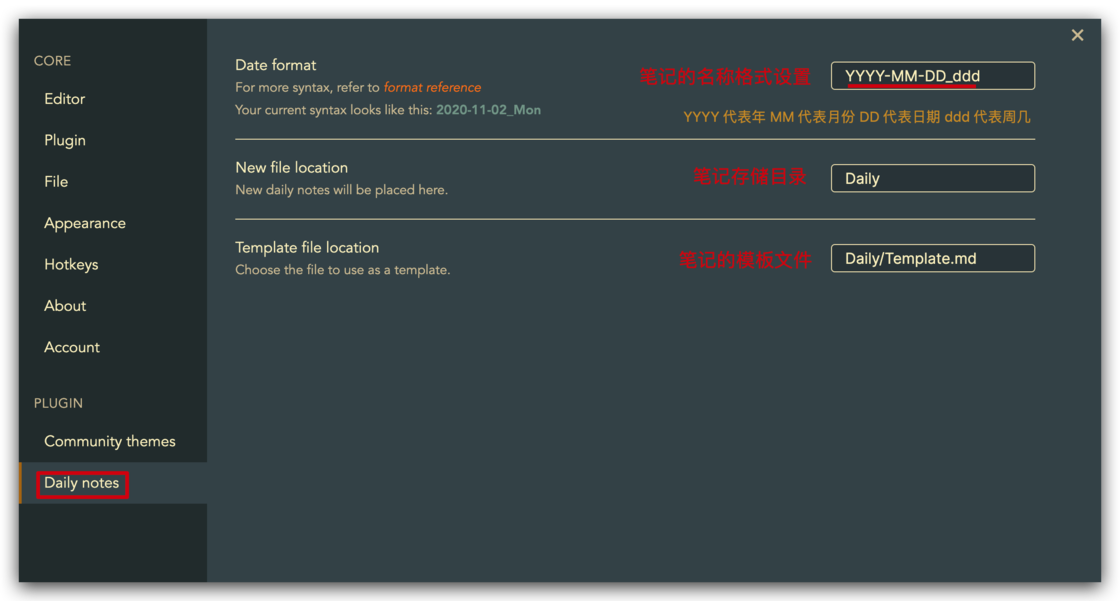 CORE
Editor
Plugin
File
Appearance
Hotkeys
About
Account
PLUGIN
Community themes
Daily notes
Date format
For more syntax, refer to format reference
Your current syntax looks like this: 2020-11-02_Mon
笔记的名称格式设置
YYYY-MM-DD_ddd
YYYY 代表年 MM 代表月份 DD 代表日期 ddd 代表周几
New file location
New daily notes will be placed here.
笔记存储目录
Daily
Template file location
Choose the file to use as a template.
笔记的模板文件
Daily/Template.md